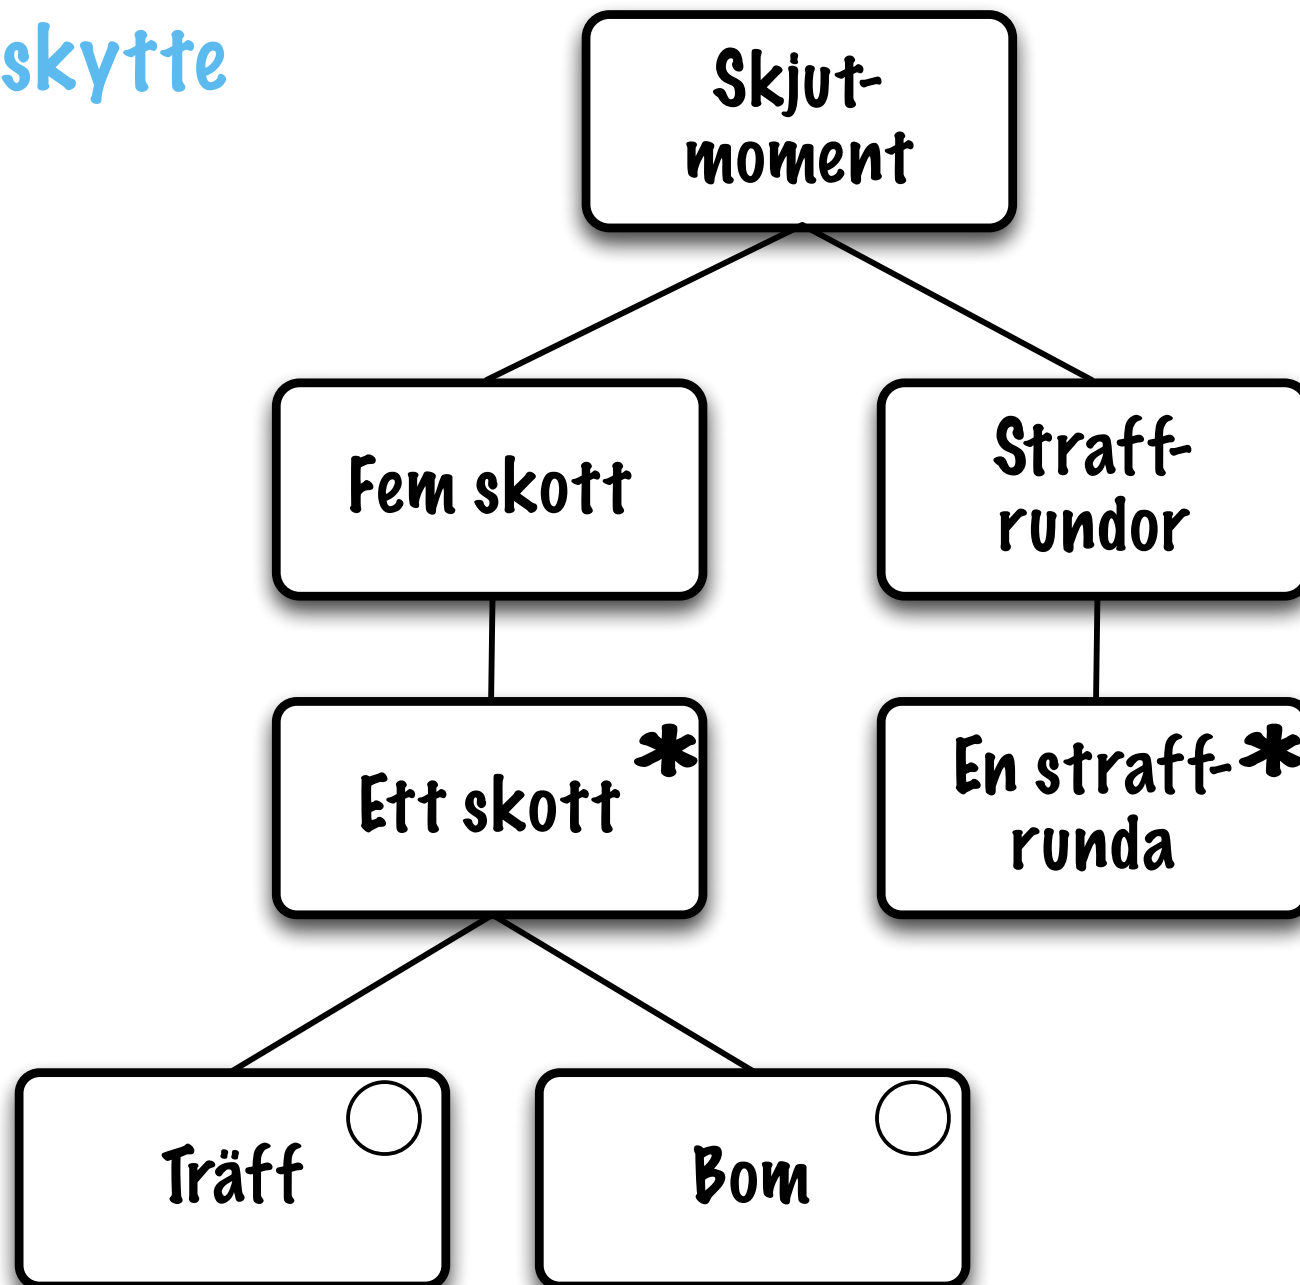 skytte
Skjut-
moment
Fem skott
Straff-
rundor
Ett skott *
En straff- *
runda
Träff
Bom